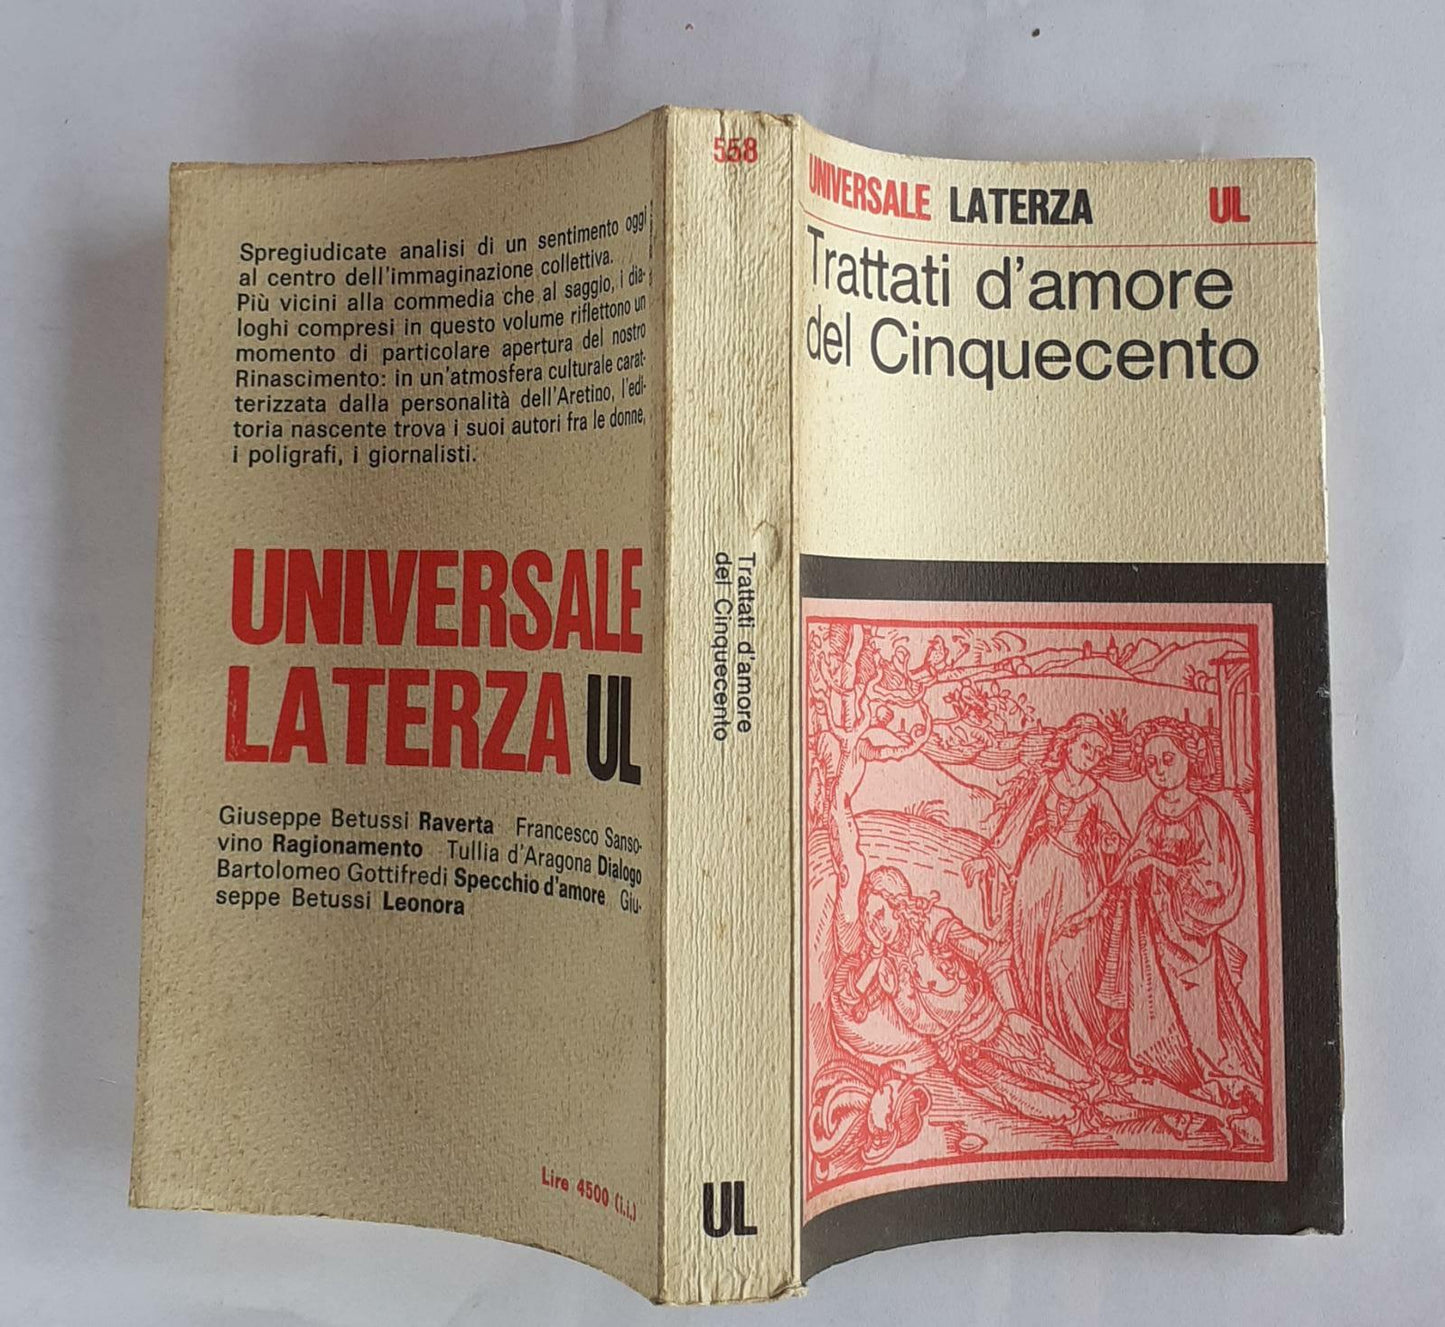 Spregiudicate analisi di un sentimento oggi
al centro dell'immaginazione collettiva.
Più vicini alla commedia che al saggio, i dia-
loghi compresi in questo volume riflettono un
momento di particolare apertura del nostro
Rinascimento: in un'atmosfera culturale carat-
terizzata dalla personalità dell'Aretino, l'edi-
toria nascente trova i suoi autori fra le donne,
i poligrafi, i giornalisti.
UNIVERSALE
LATERZA UL
Giuseppe Betussi Raverta Francesco Sanso-
vino Ragionamento Tullia d'Aragona Dialogo
Bartolomeo Gottifredi Specchio d'amore Giu-
seppe Betussi Leonora
Lire 4500 (i.i.)
558
Trattati d'amore
del Cinquecento
UL
UNIVERSALE LATERZA UL
Trattati d'amore
del Cinquecento